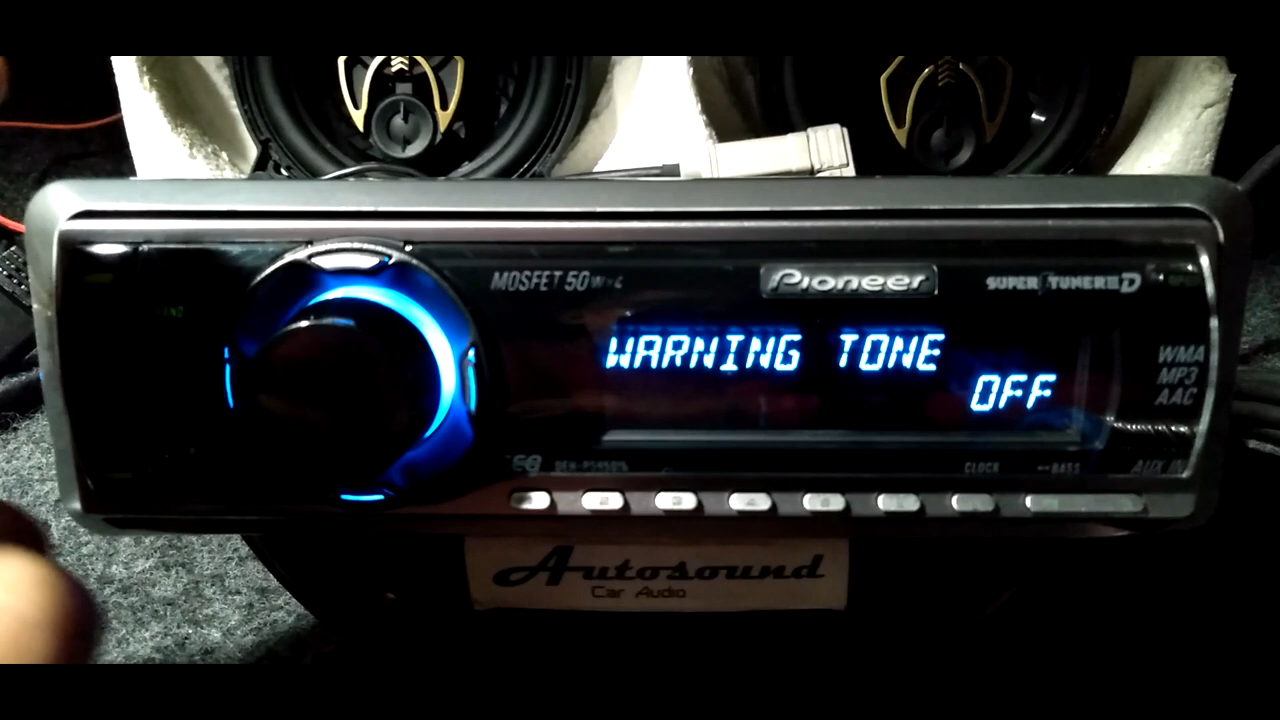 MOSFET 50W×4
Pioneer
SUPER TUNER III D
WARNING TONE
OFF
WMA
MP3
AAC
EQ
CLOCK
BASS
AUX IN
Autosound
Car Audio